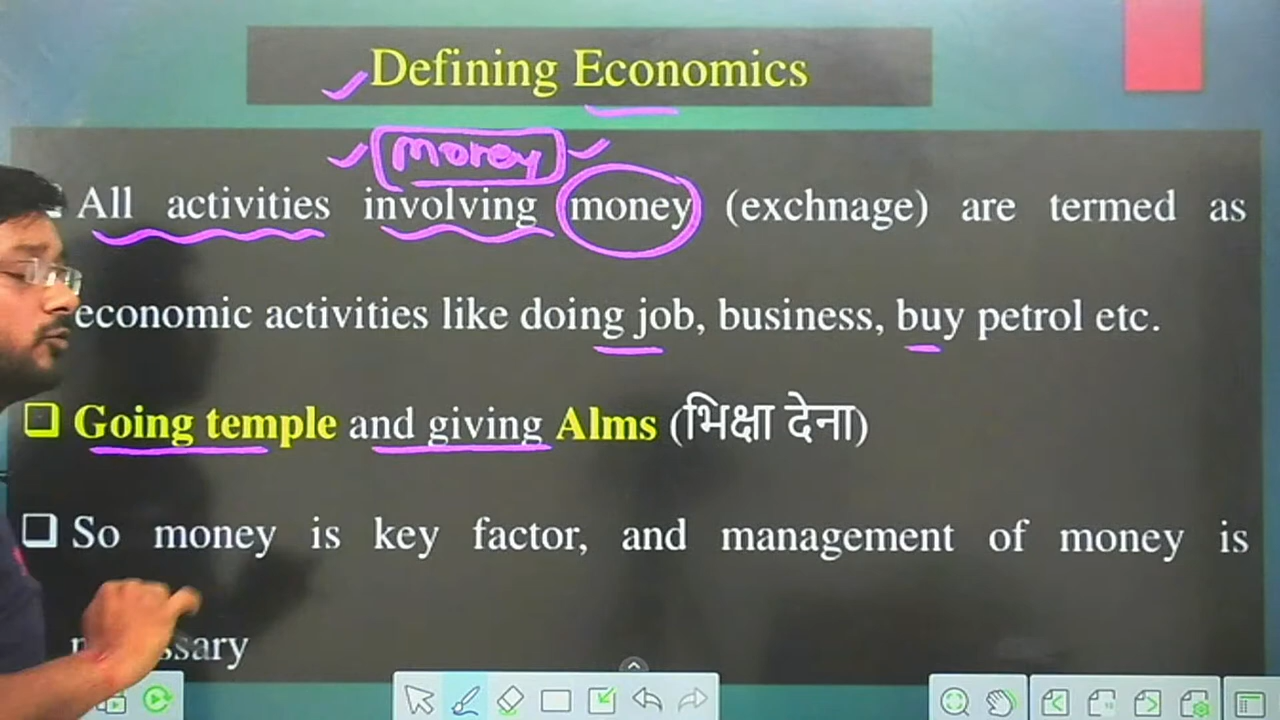 Defining Economics
money
All activities involving money (exchnage) are termed as
economic activities like doing job, business, buy petrol etc.
Going temple and giving Alms (भिक्षा देना)
So money is key factor, and management of money is